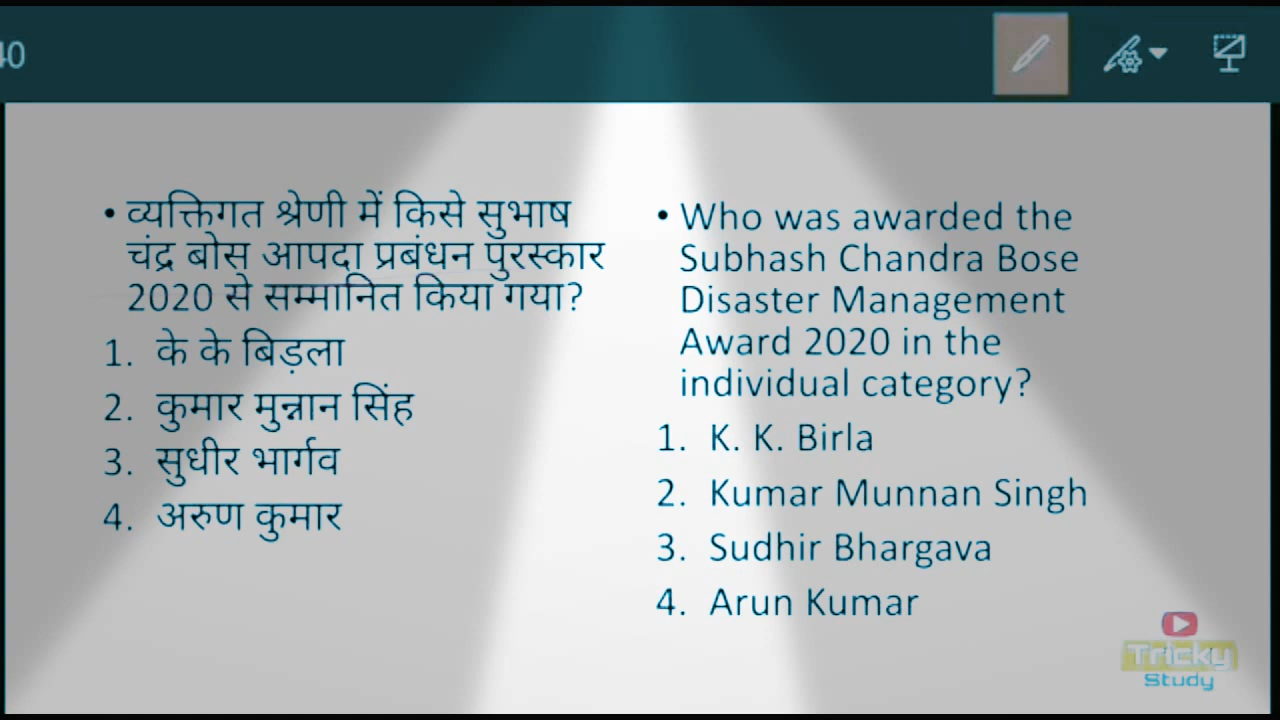 40
• व्यक्तिगत श्रेणी में किसे सुभाष
चंद्र बोस आपदा प्रबंधन पुरस्कार
2020 से सम्मानित किया गया?
1. के के बिड़ला
2. कुमार मुन्नान सिंह
3. सुधीर भार्गव
4. अरुण कुमार
• Who was awarded the
Subhash Chandra Bose
Disaster Management
Award 2020 in the
individual category?
1. K. K. Birla
2. Kumar Munnan Singh
3. Sudhir Bhargava
4. Arun Kumar
Tricky
Study